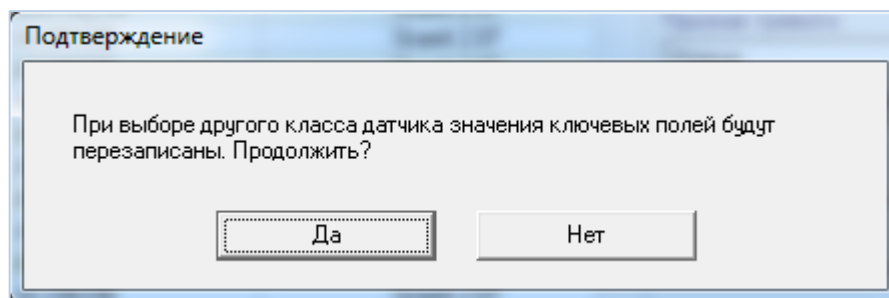 Подтверждение
При выборе другого класса датчика значения ключевых полей будут
перезаписаны. Продолжить?
Да
Нет